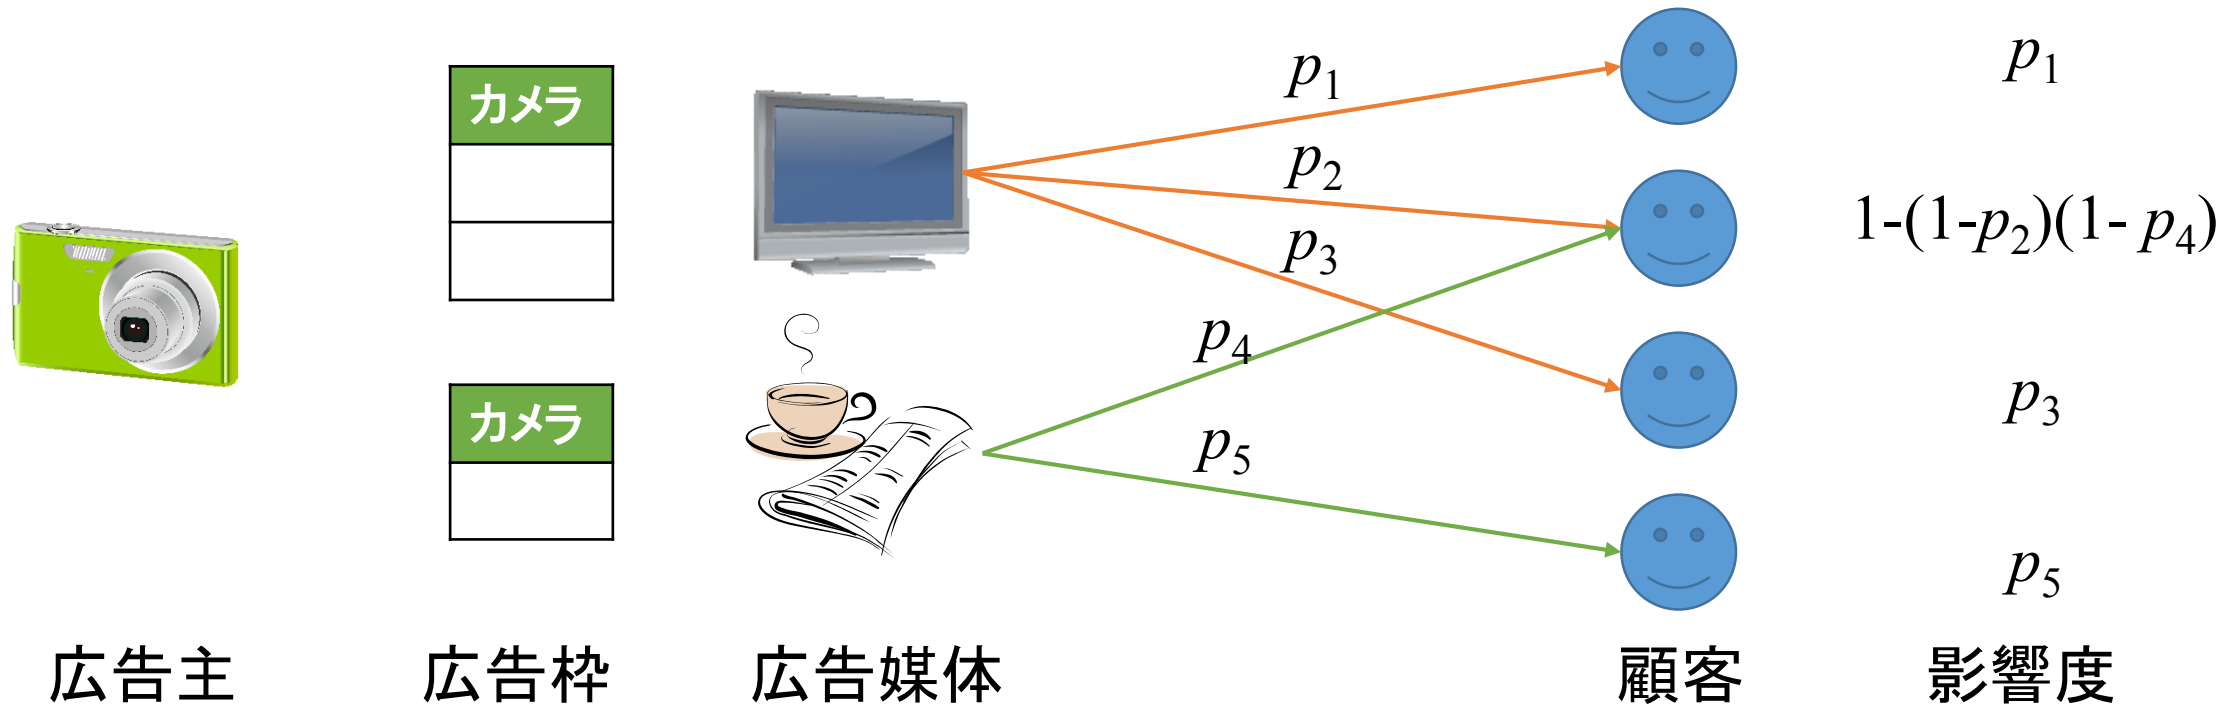 カメラ
カメラ
p1
p2
p3
p4
p5
p1
1-(1-p2)(1- p4)
p3
p5
広告主 広告枠 広告媒体 顧客 影響度